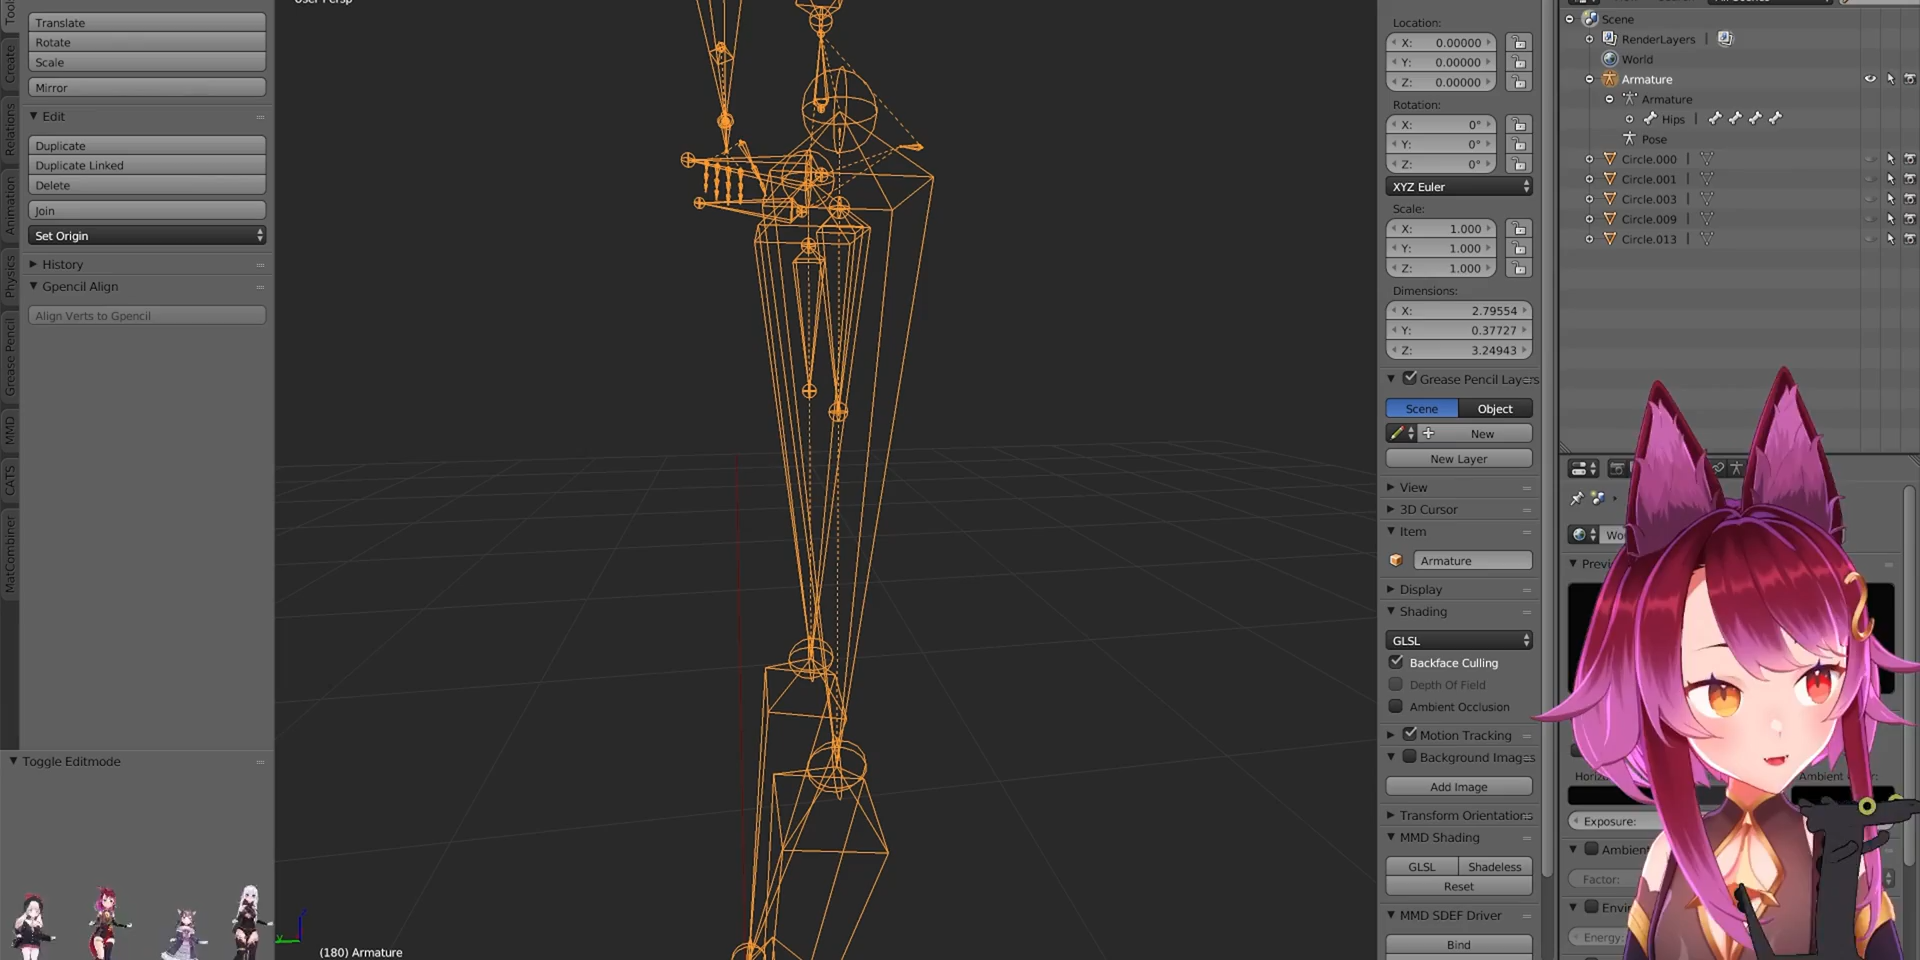 User Persp
Translate
Rotate
Scale
Mirror
Edit
Duplicate
Duplicate Linked
Delete
Join
Set Origin
History
Gpencil Align
Align Verts to Gpencil
Toggle Editmode
Create
Relations
Animation
Physics
Grease Pencil
MMD
CATS
MatCombiner
(180) Armature
Location:
X: 0.00000
Y: 0.00000
Z: 0.00000
Rotation:
X: 0°
Y: 0°
Z: 0°
XYZ Euler
Scale:
X: 1.000
Y: 1.000
Z: 1.000
Dimensions:
X: 2.79554
Y: 0.37727
Z: 3.24943
Grease Pencil Layers
Scene Object
New
New Layer
View
3D Cursor
Item
Armature
Display
Shading
GLSL
Backface Culling
Depth Of Field
Ambient Occlusion
Motion Tracking
Background Images
Add Image
Transform Orientations
MMD Shading
GLSL Shadeless
Reset
MMD SDEF Driver
Bind
Scene
RenderLayers
World
Armature
Armature
Hips
Pose
Circle.000
Circle.001
Circle.003
Circle.009
Circle.013
Wo
Previ
Horiz
Ambient
Exposure:
Ambient
Factor:
Envi
Energy: